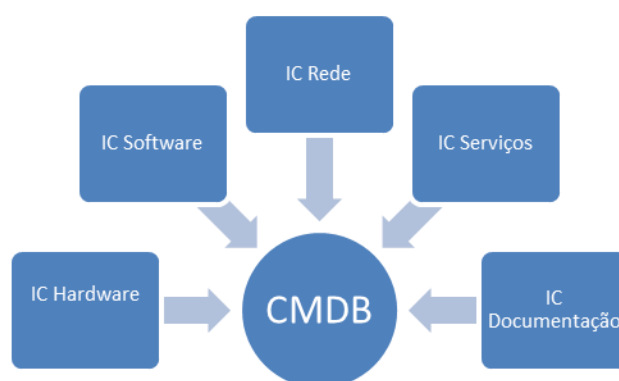 IC Rede
IC Software
IC Serviços
IC Hardware
CMDB
IC
Documentação